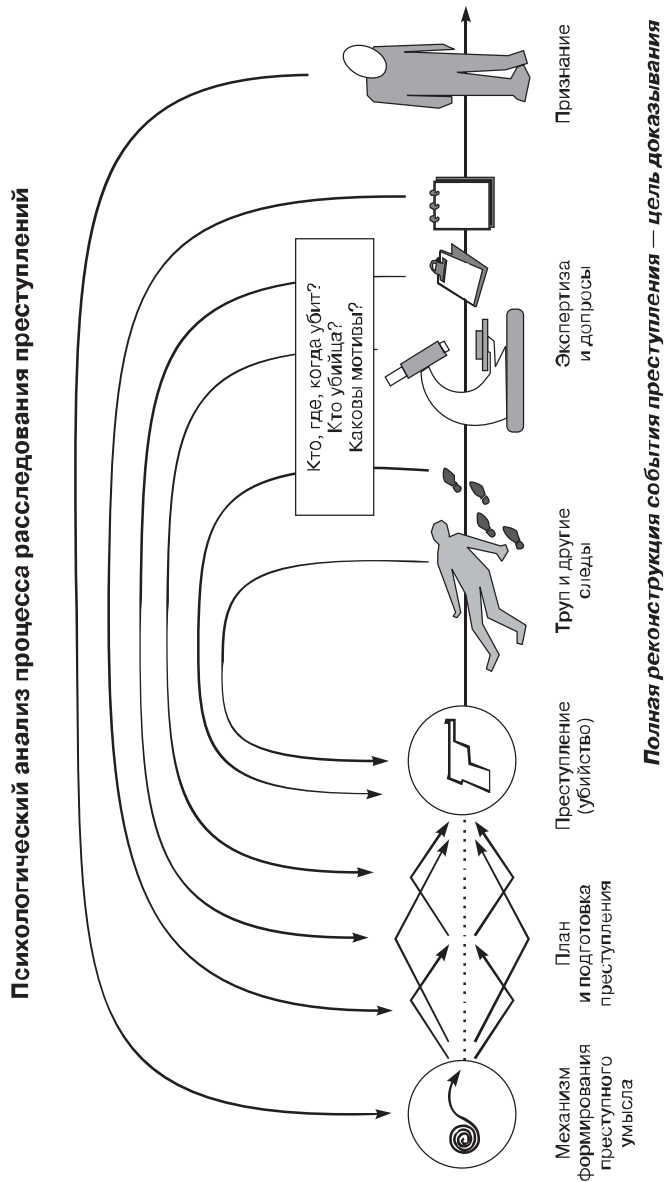 Психологический анализ процесса расследования преступлений
Кто, где, когда убит?
Кто убийца?
Каковы мотивы?
Механизм
формирования
преступного
умысла
План
и подготовка
преступления
Преступление
(убийство)
Труп и другие
следы
Экспертиза
и допросы
Признание
Полная реконструкция события преступления — цель доказывания